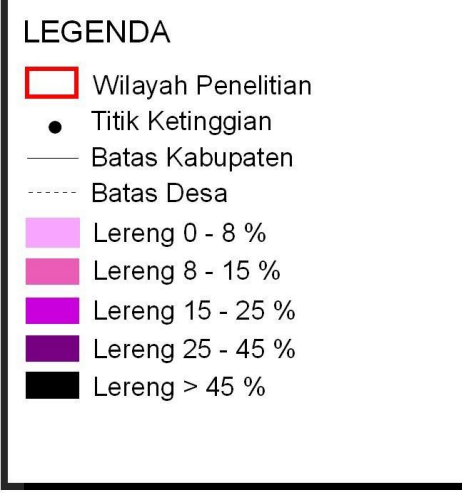 LEGENDA
Wilayah Penelitian
Titik Ketinggian
Batas Kabupaten
Batas Desa
Lereng 0 - 8 %
Lereng 8 - 15 %
Lereng 15 - 25 %
Lereng 25 - 45 %
Lereng > 45 %